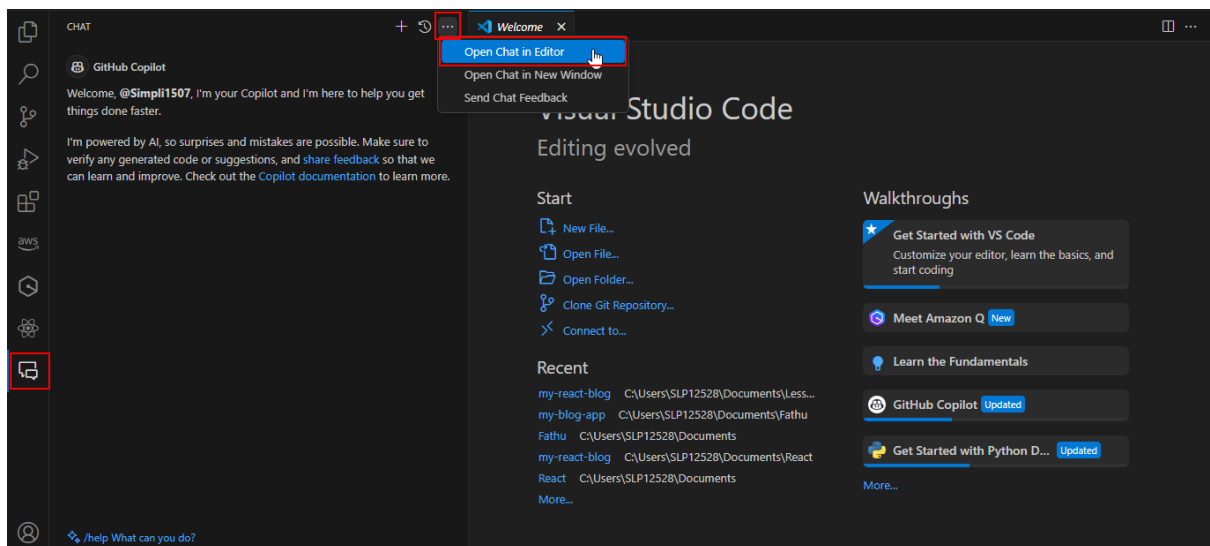 CHAT
Welcome
Open Chat in Editor
Open Chat in New Window
Send Chat Feedback
GitHub Copilot
Welcome, @Simpli1507, I'm your Copilot and I'm here to help you get
things done faster.
I'm powered by AI, so surprises and mistakes are possible. Make sure to
verify any generated code or suggestions, and share feedback so that we
can learn and improve. Check out the Copilot documentation to learn more.
aws
/help What can you do?
Visual Studio Code
Editing evolved
Start
New File...
Open File...
Open Folder...
Clone Git Repository...
Connect to...
Recent
my-react-blog C:\Users\SLP12528\Documents\Less...
my-blog-app C:\Users\SLP12528\Documents\Fathu
Fathu C:\Users\SLP12528\Documents
my-react-blog C:\Users\SLP12528\Documents\React
React C:\Users\SLP12528\Documents
More...
Walkthroughs
Get Started with VS Code
Customize your editor, learn the basics, and
start coding
Meet Amazon Q New
Learn the Fundamentals
GitHub Copilot Updated
Get Started with Python D... Updated
More...